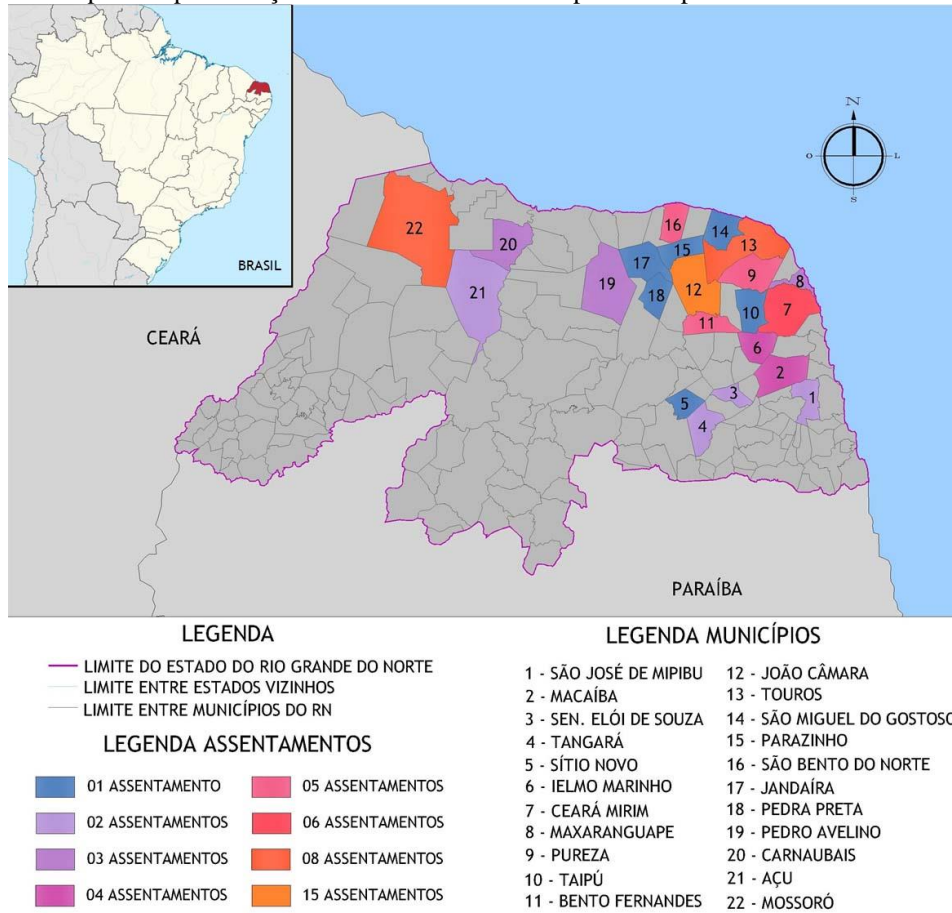 BRASIL
N
O
L
S
CEARÁ
PARAÍBA
22
20
21
19
17
18
16
15
14
13
12
9
8
10
7
11
6
2
3
1
5
4
LEGENDA
LIMITE DO ESTADO DO RIO GRANDE DO NORTE
LIMITE ENTRE ESTADOS VIZINHOS
LIMITE ENTRE MUNICÍPIOS DO RN
LEGENDA ASSENTAMENTOS
01 ASSENTAMENTO
02 ASSENTAMENTOS
03 ASSENTAMENTOS
04 ASSENTAMENTOS
05 ASSENTAMENTOS
06 ASSENTAMENTOS
08 ASSENTAMENTOS
15 ASSENTAMENTOS
LEGENDA MUNICÍPIOS
1 - SÃO JOSÉ DE MIPIBU
2 - MACAÍBA
3 - SEN. ELÓI DE SOUZA
4 - TANGARÁ
5 - SÍTIO NOVO
6 - IELMO MARINHO
7 - CEARÁ MIRIM
8 - MAXARANGUAPE
9 - PUREZA
10 - TAIPÚ
11 - BENTO FERNANDES
12 - JOÃO CÂMARA
13 - TOUROS
14 - SÃO MIGUEL DO GOSTOSO
15 - PARAZINHO
16 - SÃO BENTO DO NORTE
17 - JANDAÍRA
18 - PEDRA PRETA
19 - PEDRO AVELINO
20 - CARNAUBAIS
21 - AÇU
22 - MOSSORÓ